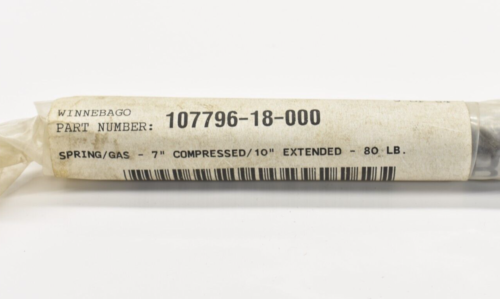 WINNEBAGO
PART NUMBER: 107796-18-000
SPRING/GAS - 7" COMPRESSED/10" EXTENDED - 80 LB.